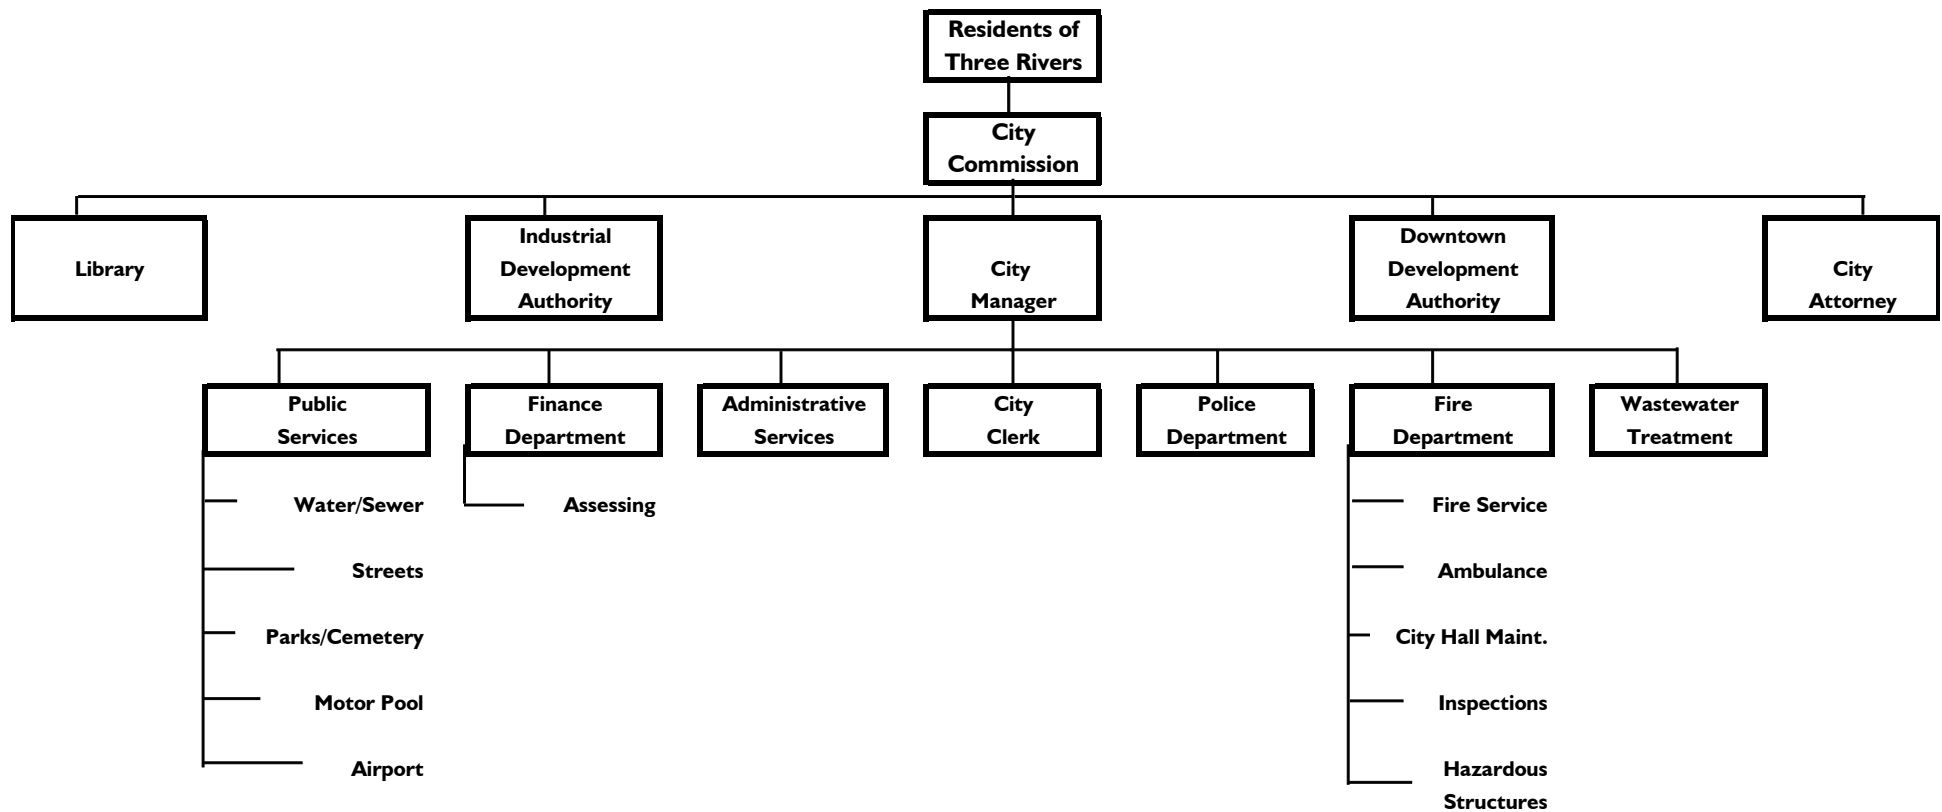 Residents of
Three Rivers
City
Commission
Library
Industrial
Development
Authority
City
Manager
Downtown
Development
Authority
City
Attorney
Public
Services
Finance
Department
Administrative
Services
City
Clerk
Police
Department
Fire
Department
Wastewater
Treatment
Water/Sewer
Streets
Parks/Cemetery
Motor Pool
Airport
Assessing
Fire Service
Ambulance
City Hall Maint.
Inspections
Hazardous
Structures